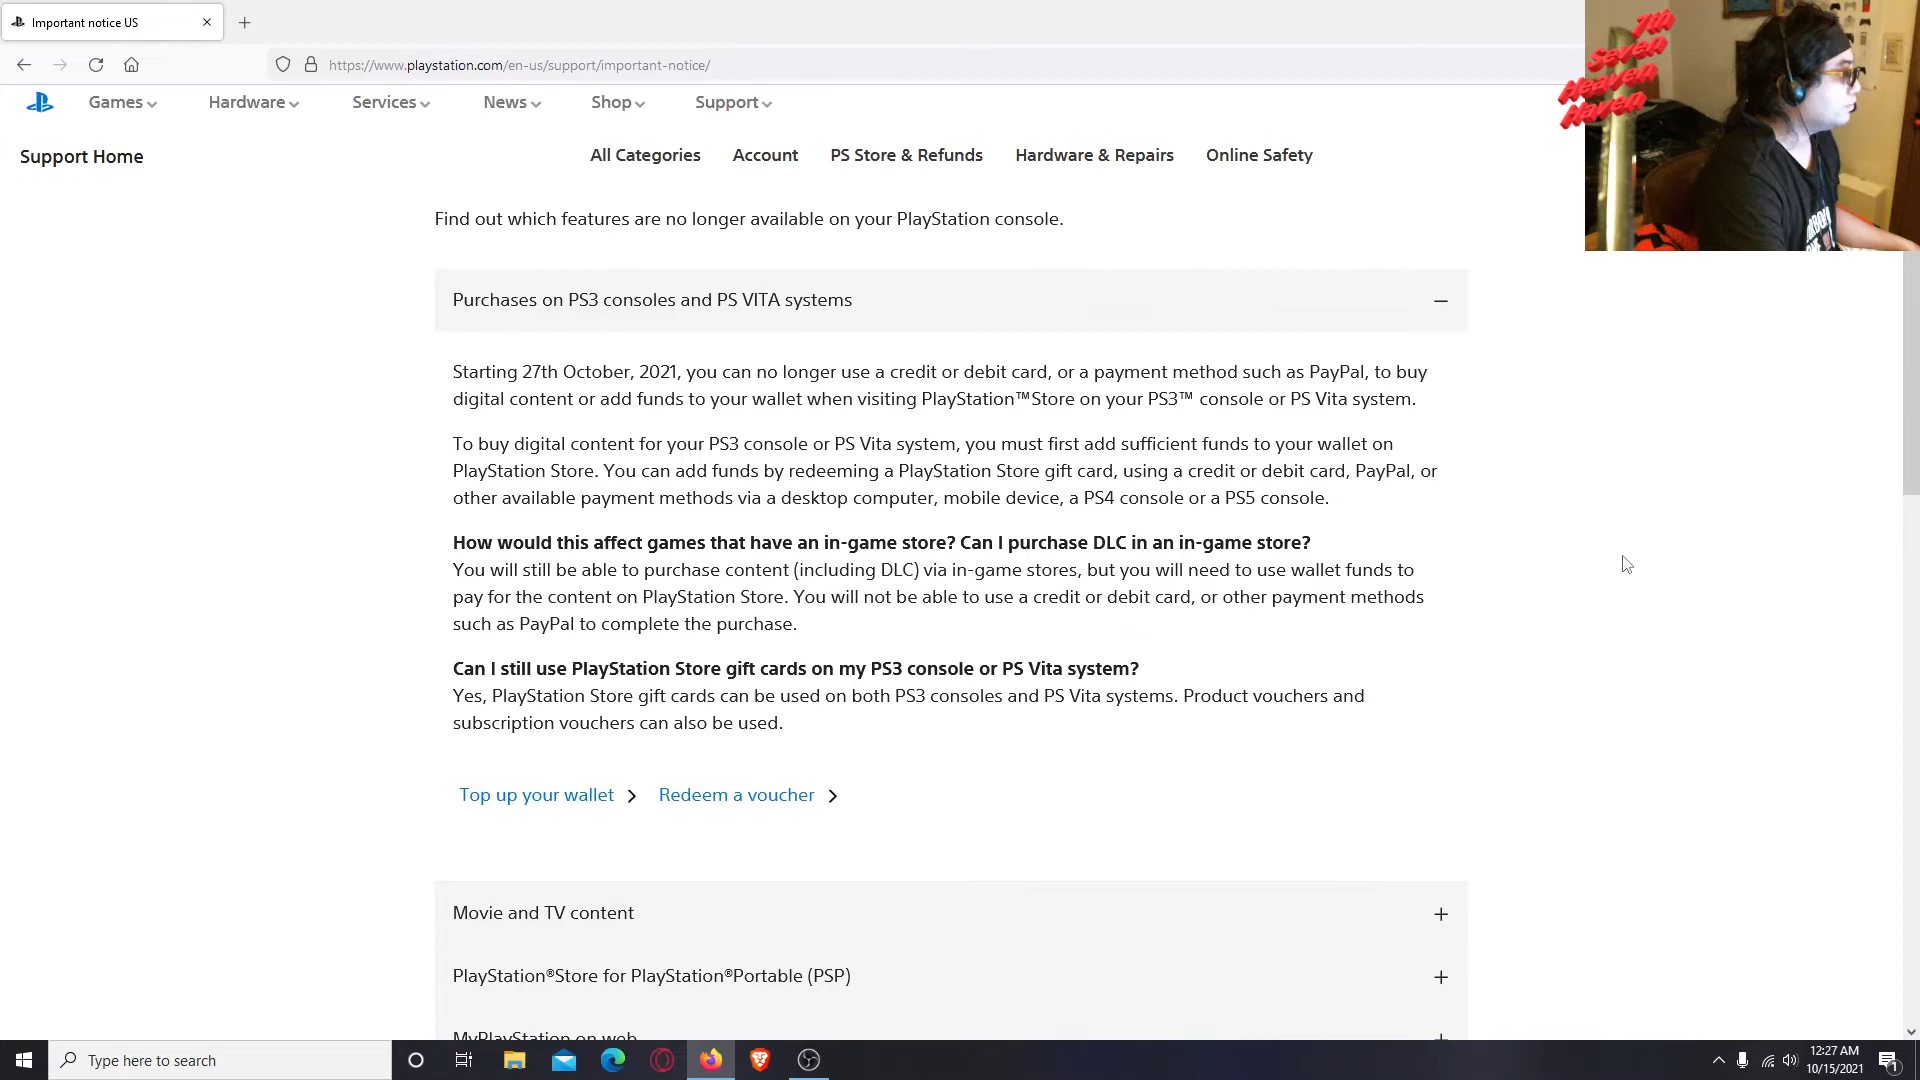 Important notice US
https://www.playstation.com/en-us/support/important-notice/
7th
Seven
Heaven
Haven
Games
Hardware
Services
News
Shop
Support
Support Home
All Categories
Account
PS Store & Refunds
Hardware & Repairs
Online Safety
Find out which features are no longer available on your PlayStation console.
Purchases on PS3 consoles and PS VITA systems
Starting 27th October, 2021, you can no longer use a credit or debit card, or a payment method such as PayPal, to buy
digital content or add funds to your wallet when visiting PlayStation™Store on your PS3™ console or PS Vita system.
To buy digital content for your PS3 console or PS Vita system, you must first add sufficient funds to your wallet on
PlayStation Store. You can add funds by redeeming a PlayStation Store gift card, using a credit or debit card, PayPal, or
other available payment methods via a desktop computer, mobile device, a PS4 console or a PS5 console.
How would this affect games that have an in-game store? Can I purchase DLC in an in-game store?
You will still be able to purchase content (including DLC) via in-game stores, but you will need to use wallet funds to
pay for the content on PlayStation Store. You will not be able to use a credit or debit card, or other payment methods
such as PayPal to complete the purchase.
Can I still use PlayStation Store gift cards on my PS3 console or PS Vita system?
Yes, PlayStation Store gift cards can be used on both PS3 consoles and PS Vita systems. Product vouchers and
subscription vouchers can also be used.
Top up your wallet
Redeem a voucher
Movie and TV content
PlayStation®Store for PlayStation®Portable (PSP)
MyPlayStation on web
Type here to search
12:27 AM
10/15/2021
1